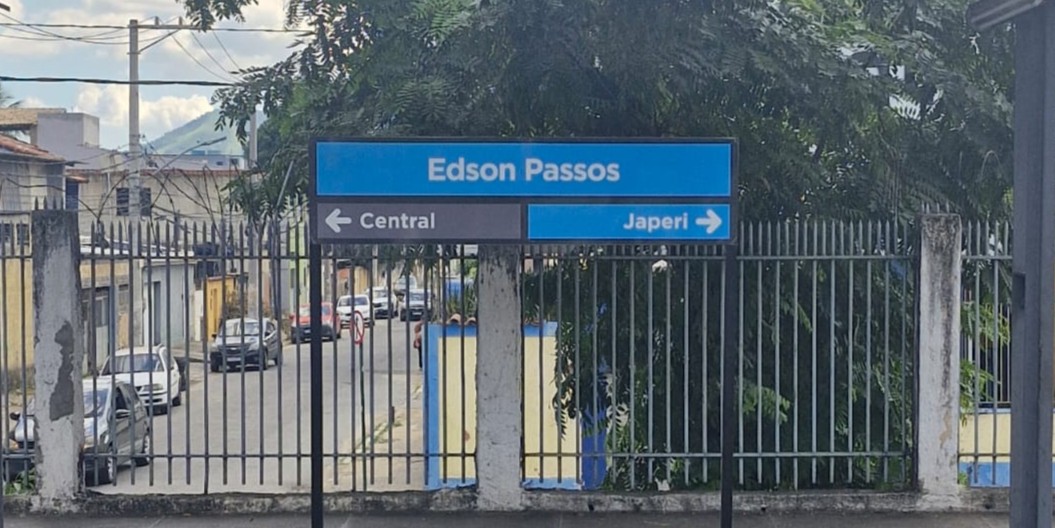 Edson Passos
← Central
Japeri →